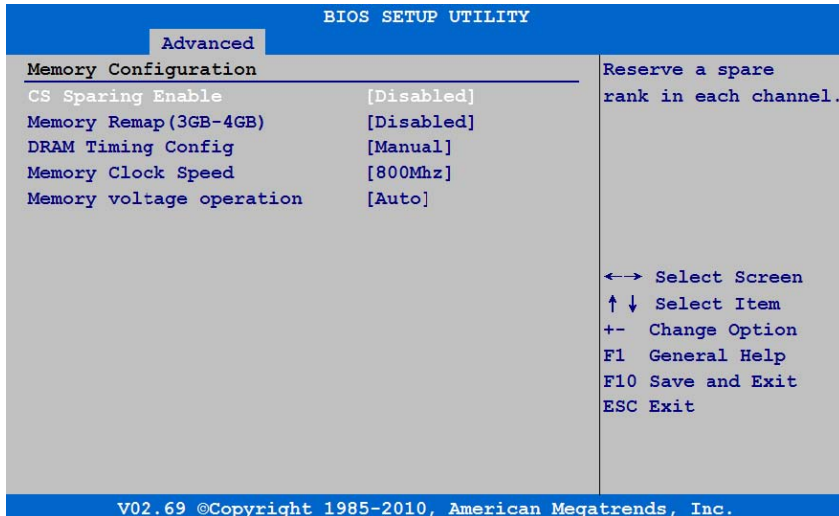 BIOS SETUP UTILITY
Advanced
Memory Configuration
CS Sparing Enable [Disabled]
Memory Remap(3GB-4GB) [Disabled]
DRAM Timing Config [Manual]
Memory Clock Speed [800Mhz]
Memory voltage operation [Auto]
Reserve a spare
rank in each channel.
←→ Select Screen
↑↓ Select Item
+- Change Option
F1 General Help
F10 Save and Exit
ESC Exit
V02.69 ©Copyright 1985-2010, American Megatrends, Inc.